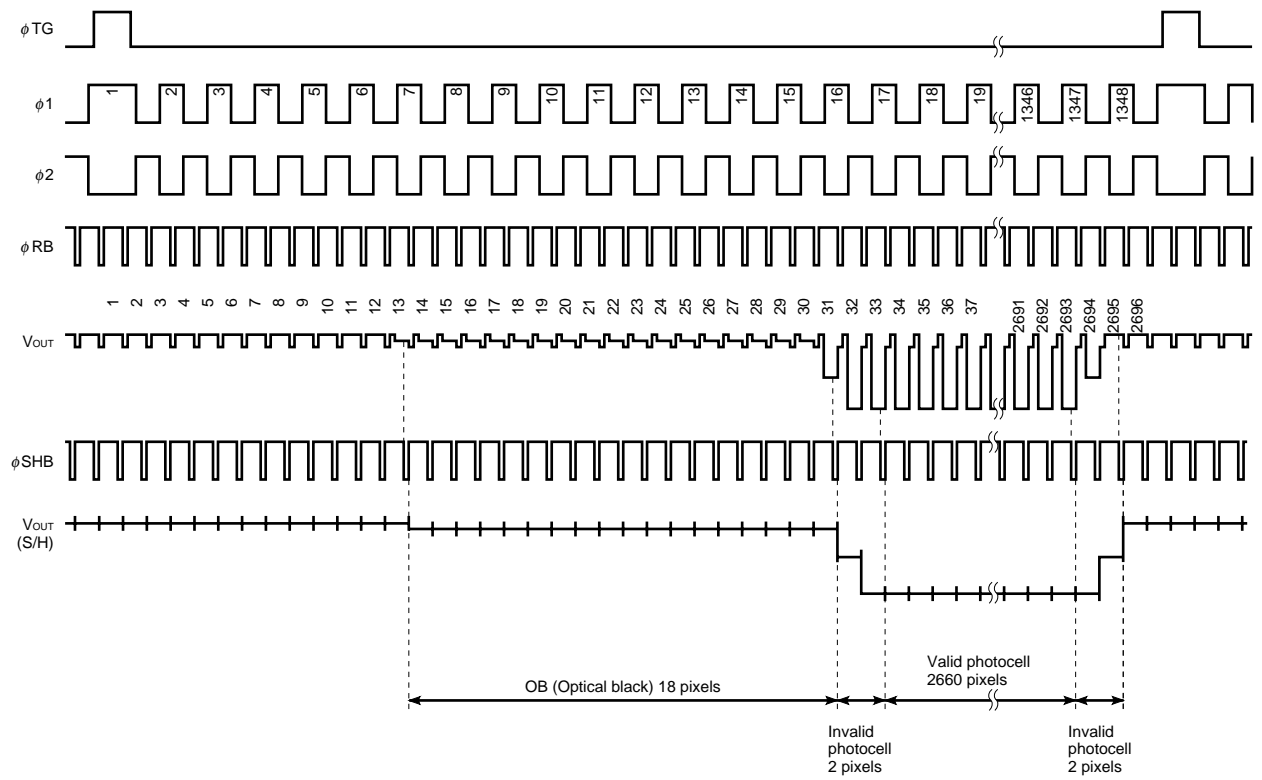 ϕTG
ϕ1
1 2 3 4 5 6 7 8 9 10 11 12 13 14 15 16 17 18 19 1346 1347 1348
ϕ2
ϕRB
1 2 3 4 5 6 7 8 9 10 11 12 13 14 15 16 17 18 19 20 21 22 23 24 25 26 27 28 29 30 31 32 33 34 35 36 37 2691 2692 2693 2694 2695 2696
VOUT
ϕSHB
VOUT
(S/H)
OB (Optical black) 18 pixels
Valid photocell
2660 pixels
Invalid
photocell
2 pixels
Invalid
photocell
2 pixels